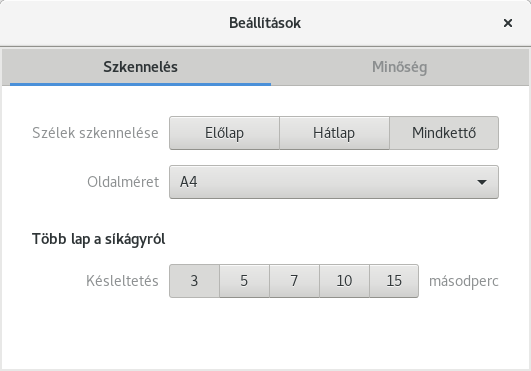 Beállítások
Szkennelés Minőség
Szélek szkennelése Előlap Hátlap Mindkettő
Oldalméret A4
Több lap a síkágyról
Késleltetés 3 5 7 10 15 másodperc